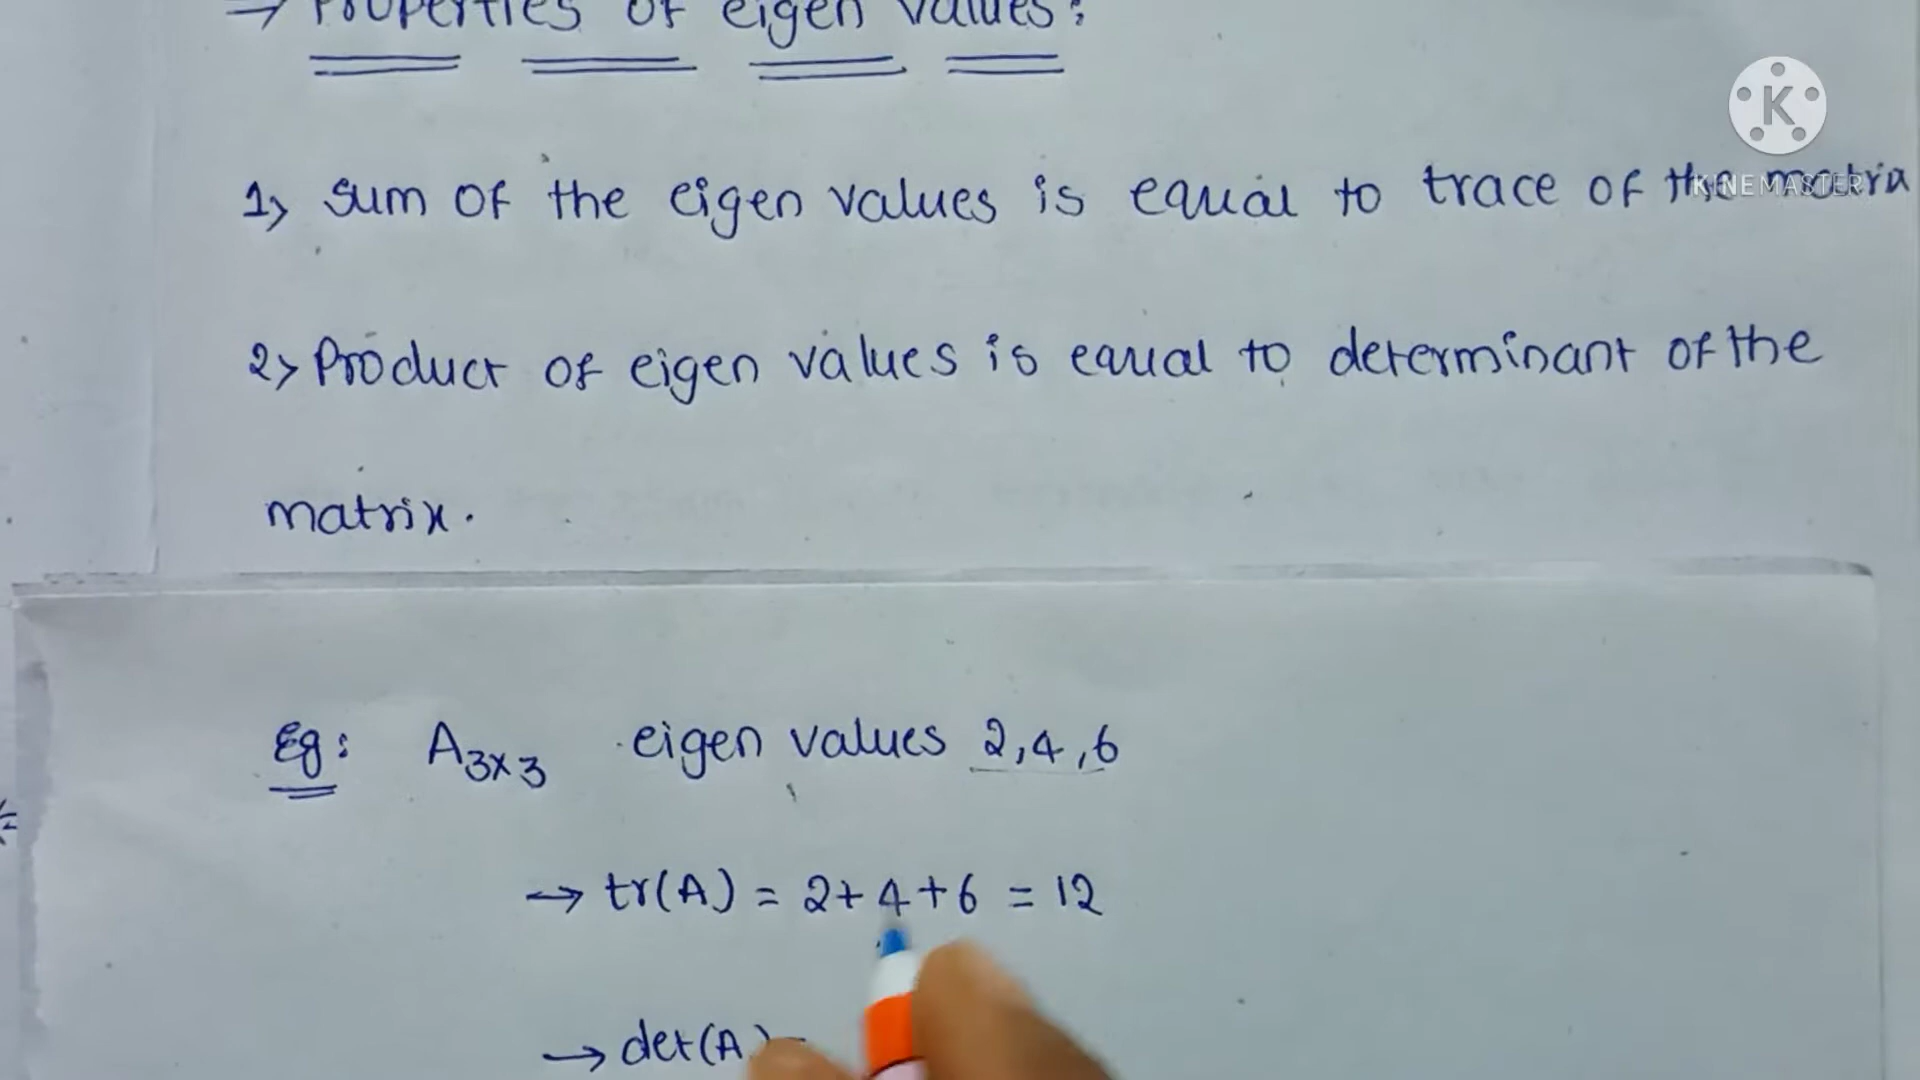 → Properties of eigen values:
1> sum of the eigen values is equal to trace of the matrix
K
KINEMASTER
2> Product of eigen values is equal to determinant of the
matrix.
Eg: A3×3 eigen values 2,4,6
→ tr(A) = 2+4+6 = 12
→ det(A)